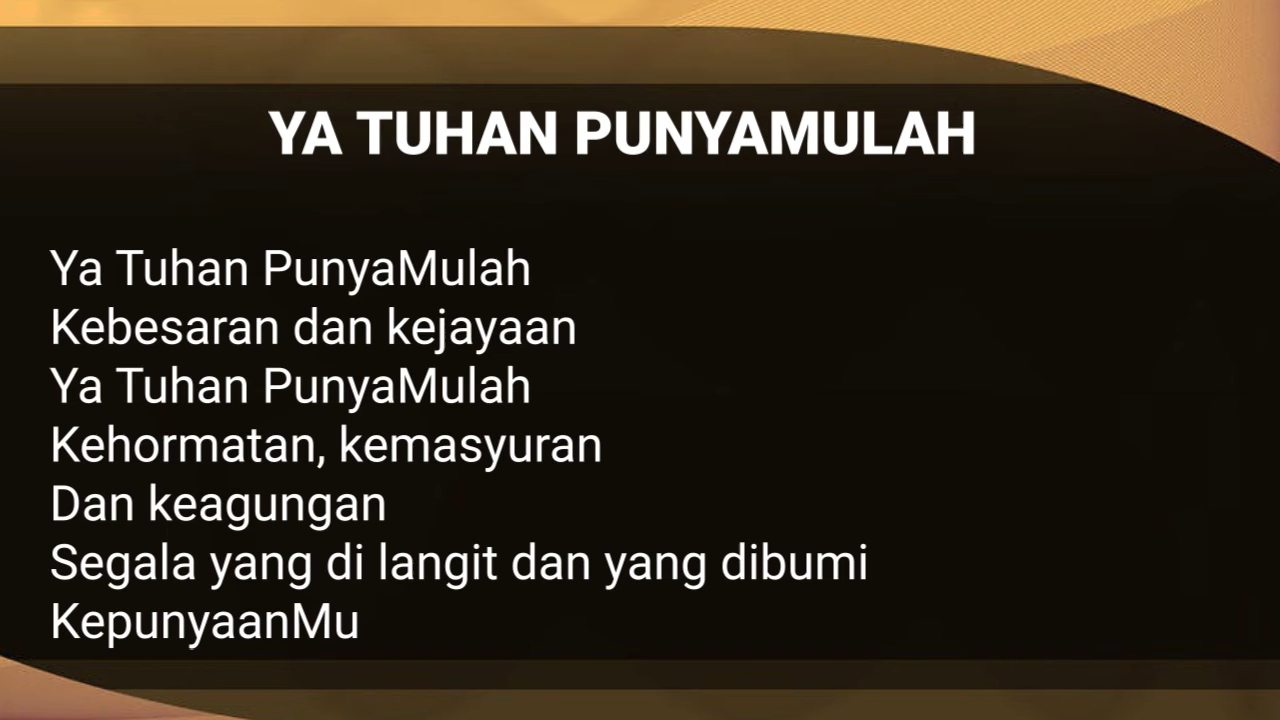 YA TUHAN PUNYAMULAH
Ya Tuhan PunyaMulah
Kebesaran dan kejayaan
Ya Tuhan PunyaMulah
Kehormatan, kemasyuran
Dan keagungan
Segala yang di langit dan yang dibumi
KepunyaanMu